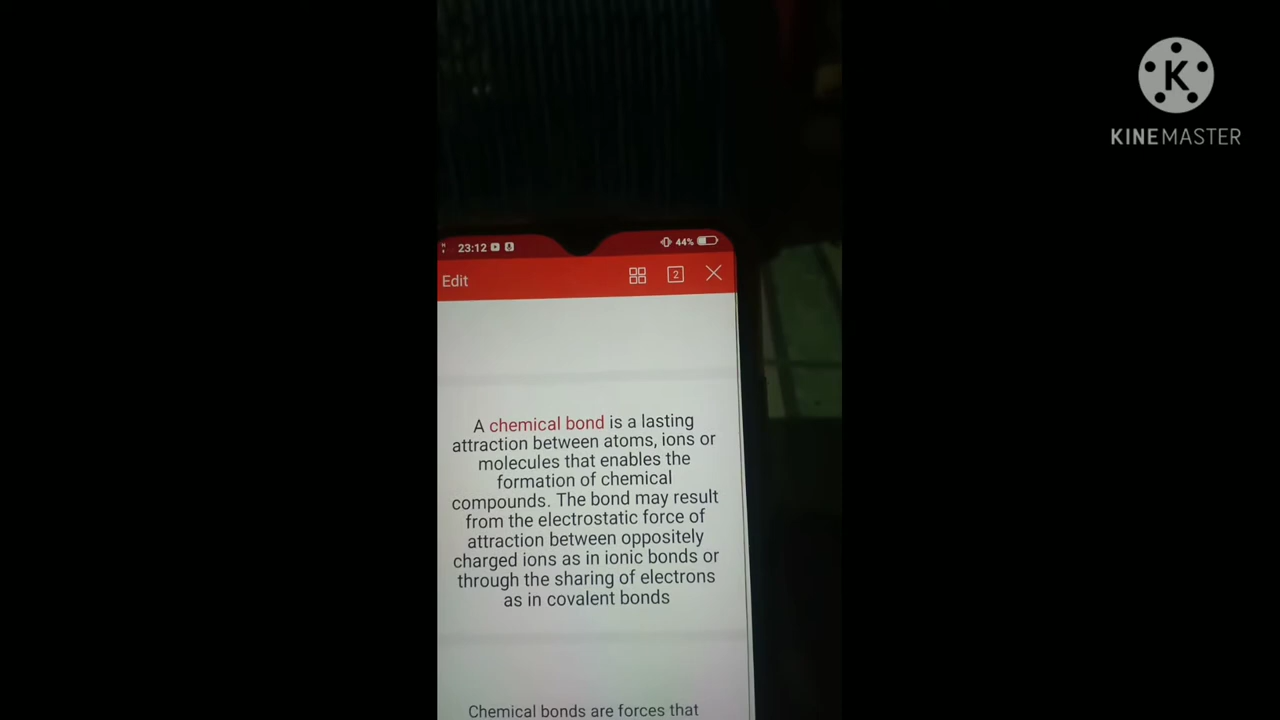 K
KINEMASTER
23:12
44%
Edit
2
A chemical bond is a lasting
attraction between atoms, ions or
molecules that enables the
formation of chemical
compounds. The bond may result
from the electrostatic force of
attraction between oppositely
charged ions as in ionic bonds or
through the sharing of electrons
as in covalent bonds
Chemical bonds are forces that